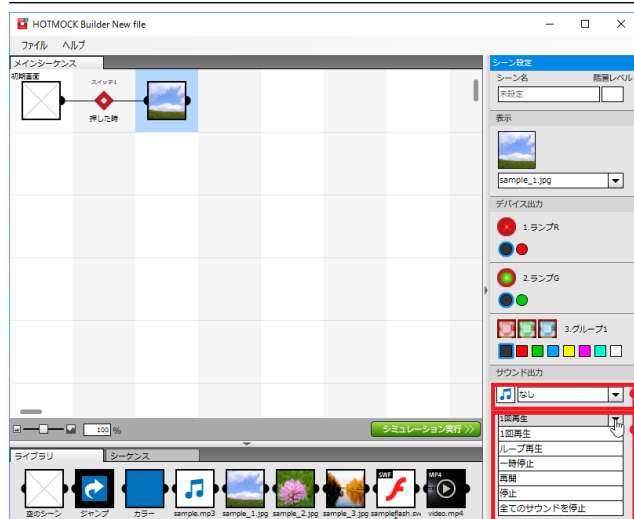 HOTMOCK Builder New file
ファイル ヘルプ
メインシーケンス
初期画面
スイッチ1
押した時
シーン設定
シーン名 階層レベル
未設定
表示
sample_1.jpg
デバイス出力
1.ランプR
2.ランプG
3.グループ1
サウンド出力
なし
1回再生
1回再生
ループ再生
一時停止
再開
停止
全てのサウンドを停止
100 %
シミュレーション実行
ライブラリ シーケンス
SWF MP4
空のシーン ジャンプ カラー sample.mp3 sample_1.jpg sample_2.jpg sample_3.jpg sampleflash.sw video.mp4